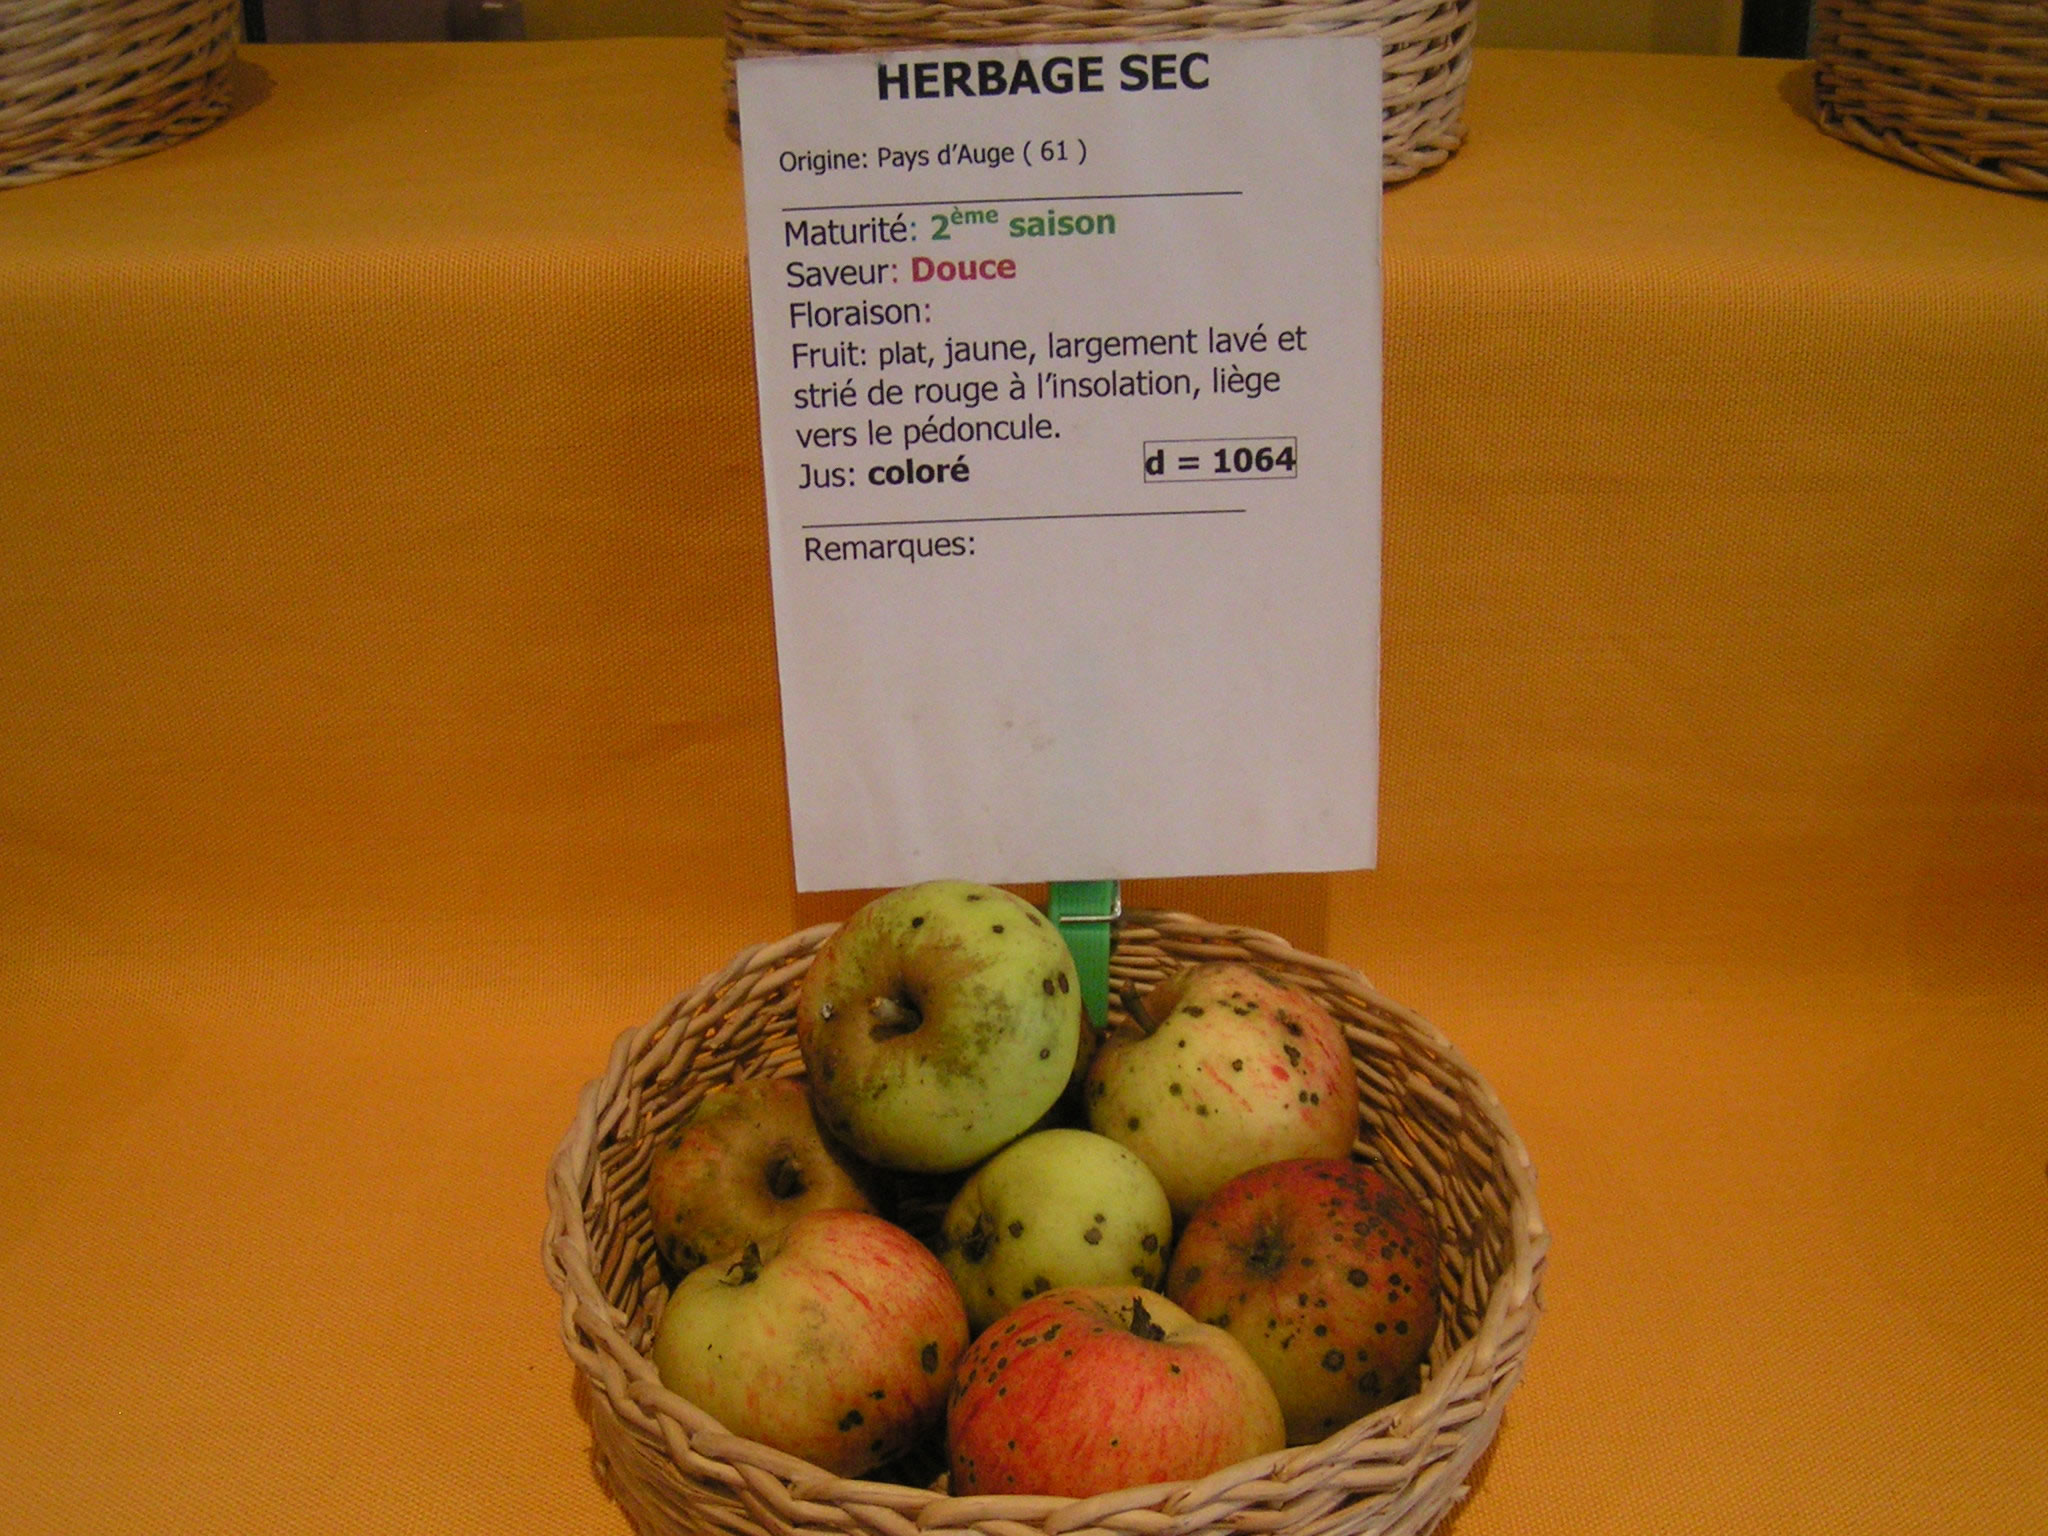 HERBAGE SEC
Origine: Pays d'Auge ( 61 )
Maturité: 2ème saison
Saveur: Douce
Floraison:
Fruit: plat, jaune, largement lavé et
strié de rouge à l'insolation, liège
vers le pédoncule.
Jus: coloré d = 1064
Remarques: